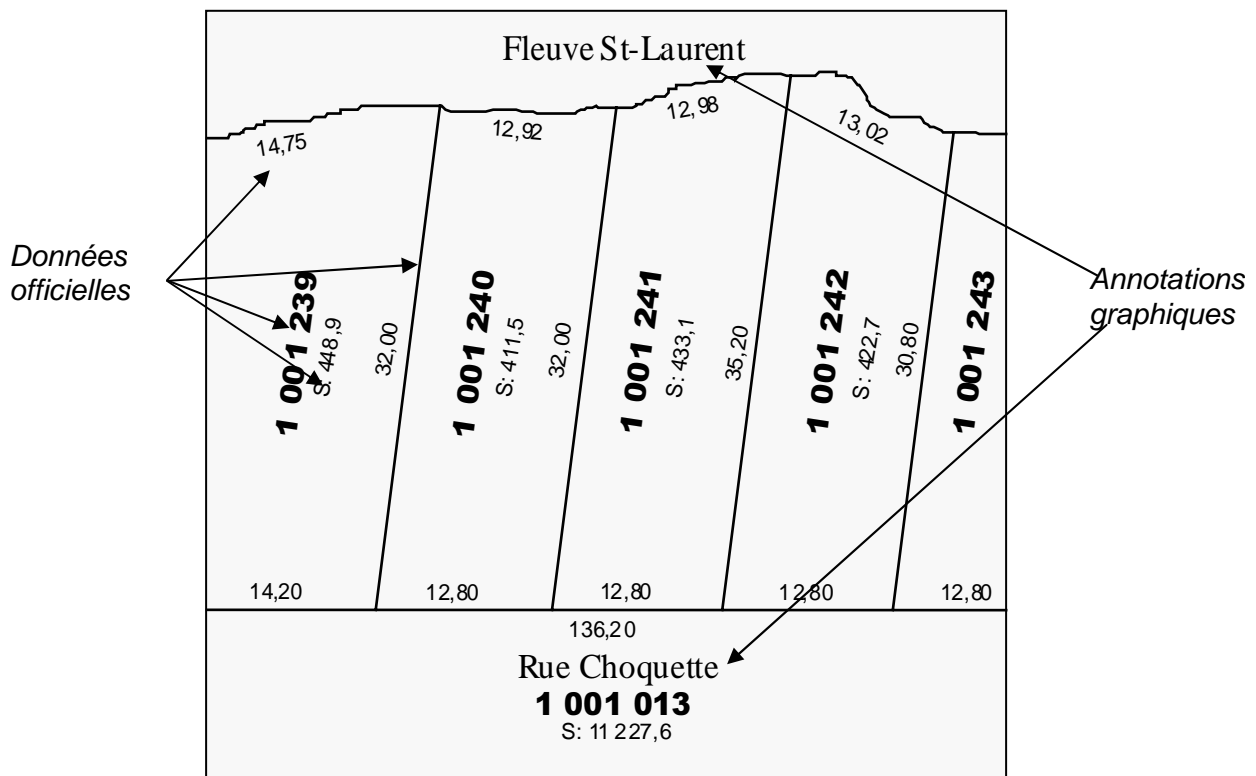 Fleuve St-Laurent
14,75
12,92
12,98
13,02
Données
officielles
Annotations
graphiques
1 001 239
S: 448,9
32,00
1 001 240
S: 411,5
32,00
1 001 241
S: 433,1
35,20
1 001 242
S: 422,7
30,80
1 001 243
14,20
12,80
12,80
12,80
12,80
136,20
Rue Choquette
1 001 013
S: 11 227,6